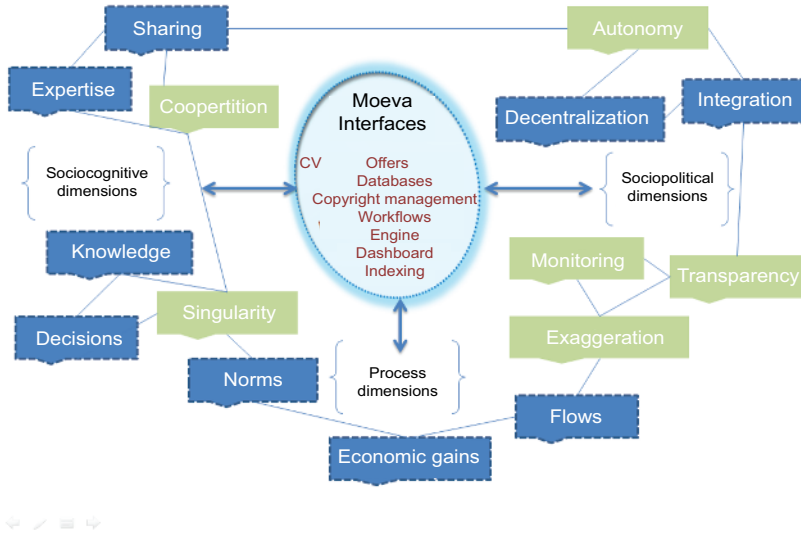 Sharing
Autonomy
Expertise
Coopertition
Moeva
Interfaces
Decentralization
Integration
CV Offers
Databases
Copyright management
Workflows
Engine
Dashboard
Indexing
Sociocognitive
dimensions
Sociopolitical
dimensions
Knowledge
Monitoring
Transparency
Singularity
Decisions
Exaggeration
Norms
Process
dimensions
Flows
Economic gains